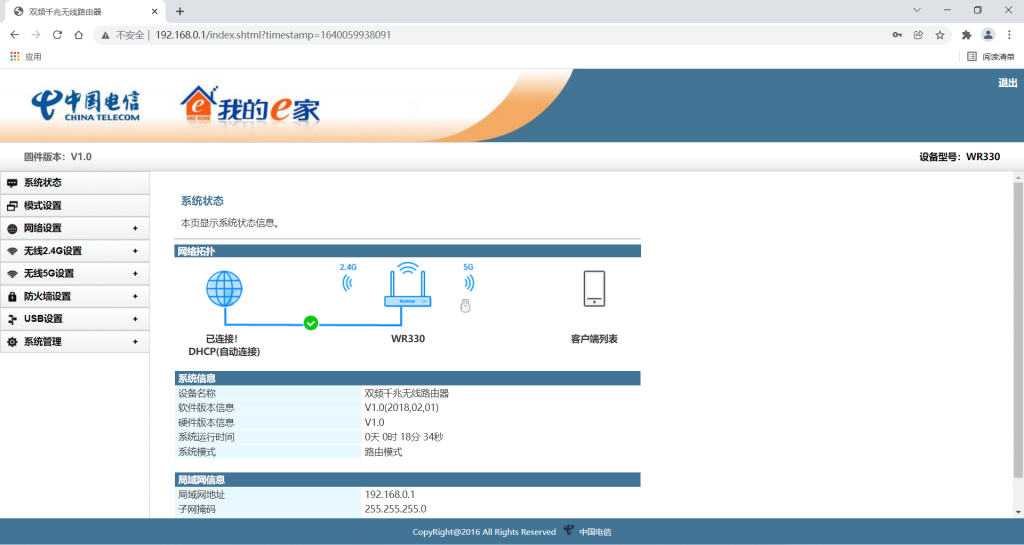 双频千兆无线路由器
不安全 | 192.168.0.1/index.shtml?timestamp=1640059938091
应用
阅读清单
中国电信
CHINA TELECOM
e
ONE HOME
我的e家
退出
固件版本: V1.0
设备型号: WR330
系统状态
模式设置
网络设置 +
无线2.4G设置 +
无线5G设置 +
防火墙设置 +
USB设置 +
系统管理 +
系统状态
本页显示系统状态信息。
网络拓扑
2.4G
5G
已连接!
DHCP(自动连接)
WR330
客户端列表
系统信息
设备名称 双频千兆无线路由器
软件版本信息 V1.0(2018,02,01)
硬件版本信息 V1.0
系统运行时间 0天 0时 18分 34秒
系统模式 路由模式
局域网信息
局域网地址 192.168.0.1
子网掩码 255.255.255.0
CopyRight@2016 All Rights Reserved 中国电信